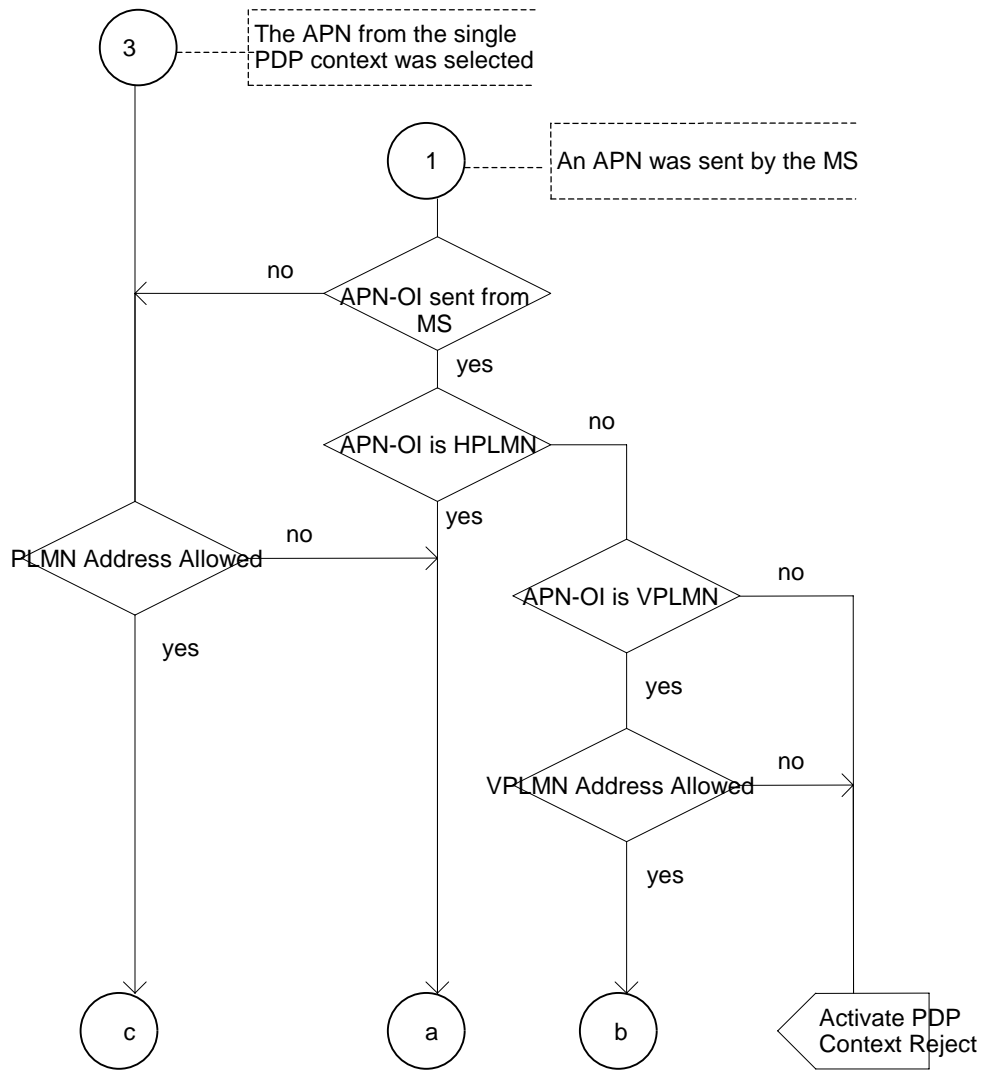 3
The APN from the single
PDP context was selected
1
An APN was sent by the MS
no
APN-OI sent from
MS
yes
no
APN-OI is HPLMN
yes
no
PLMN Address Allowed
no
APN-OI is VPLMN
yes
yes
no
VPLMN Address Allowed
yes
c
a
b
Activate PDP
Context Reject